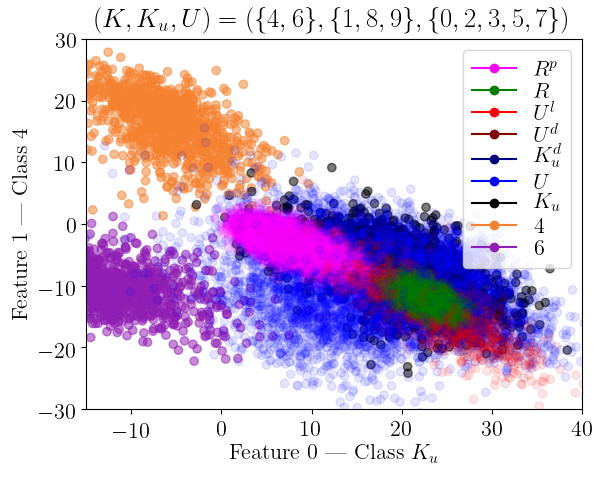 (K, K_u, U) = ({4, 6}, {1, 8, 9}, {0, 2, 3, 5, 7})
30
20
10
0
−10
−20
−30
Feature 1 — Class 4
−10 0 10 20 30 40
Feature 0 — Class K_u
R^p
R
U^l
U^d
K_u^d
U
K_u
4
6